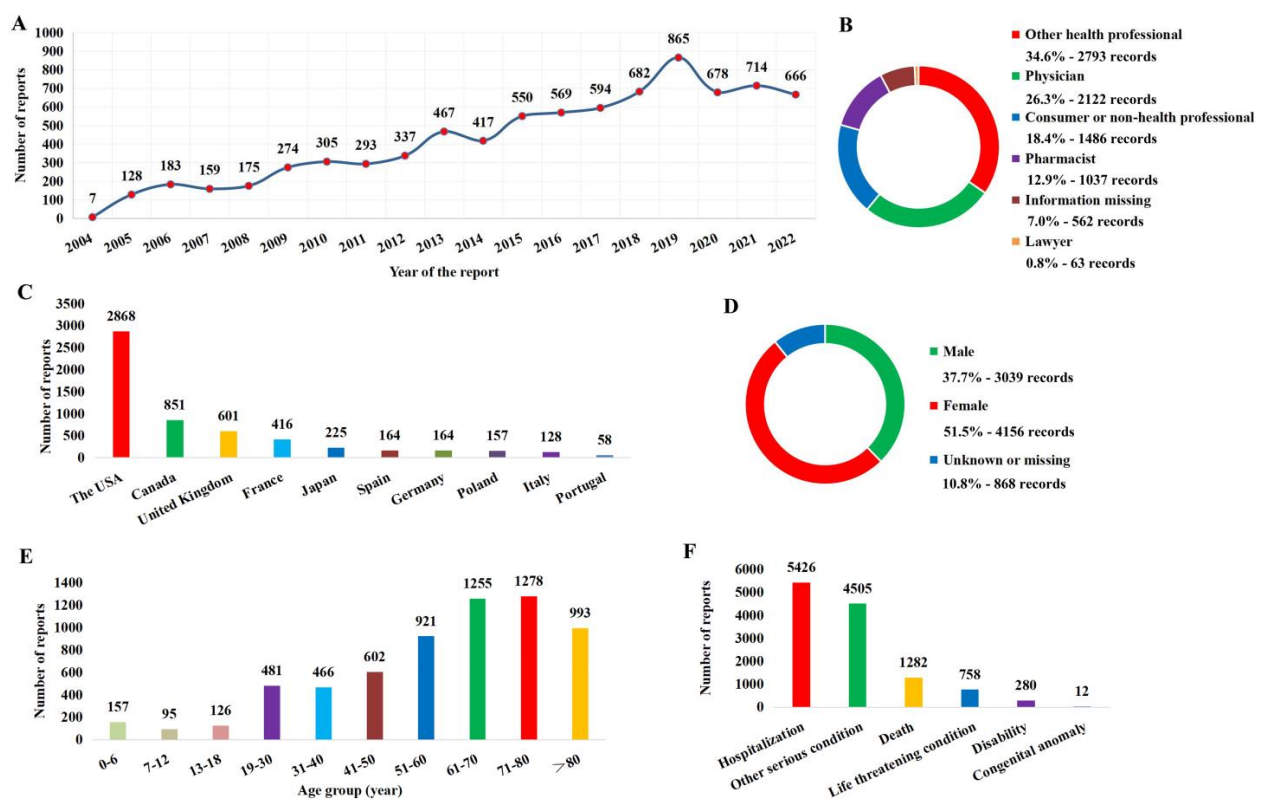 A
Number of reports
1000
900
800
700
600
500
400
300
200
100
0
7
128
183
159
175
274
305
293
337
467
417
550
569
594
682
865
678
714
666
2004
2005
2006
2007
2008
2009
2010
2011
2012
2013
2014
2015
2016
2017
2018
2019
2020
2021
2022
Year of the report
B
Other health professional
34.6% - 2793 records
Physician
26.3% - 2122 records
Consumer or non-health professional
18.4% - 1486 records
Pharmacist
12.9% - 1037 records
Information missing
7.0% - 562 records
Lawyer
0.8% - 63 records
C
Number of reports
3500
3000
2500
2000
1500
1000
500
0
2868
851
601
416
225
164
164
157
128
58
The USA
Canada
United Kingdom
France
Japan
Spain
Germany
Poland
Italy
Portugal
D
Male
37.7% - 3039 records
Female
51.5% - 4156 records
Unknown or missing
10.8% - 868 records
E
Number of reports
1400
1200
1000
800
600
400
200
0
157
95
126
481
466
602
921
1255
1278
993
0-6
7-12
13-18
19-30
31-40
41-50
51-60
61-70
71-80
＞80
Age group (year)
F
Number of reports
6000
5000
4000
3000
2000
1000
0
5426
4505
1282
758
280
12
Hospitalization
Other serious condition
Death
Life threatening condition
Disability
Congenital anomaly